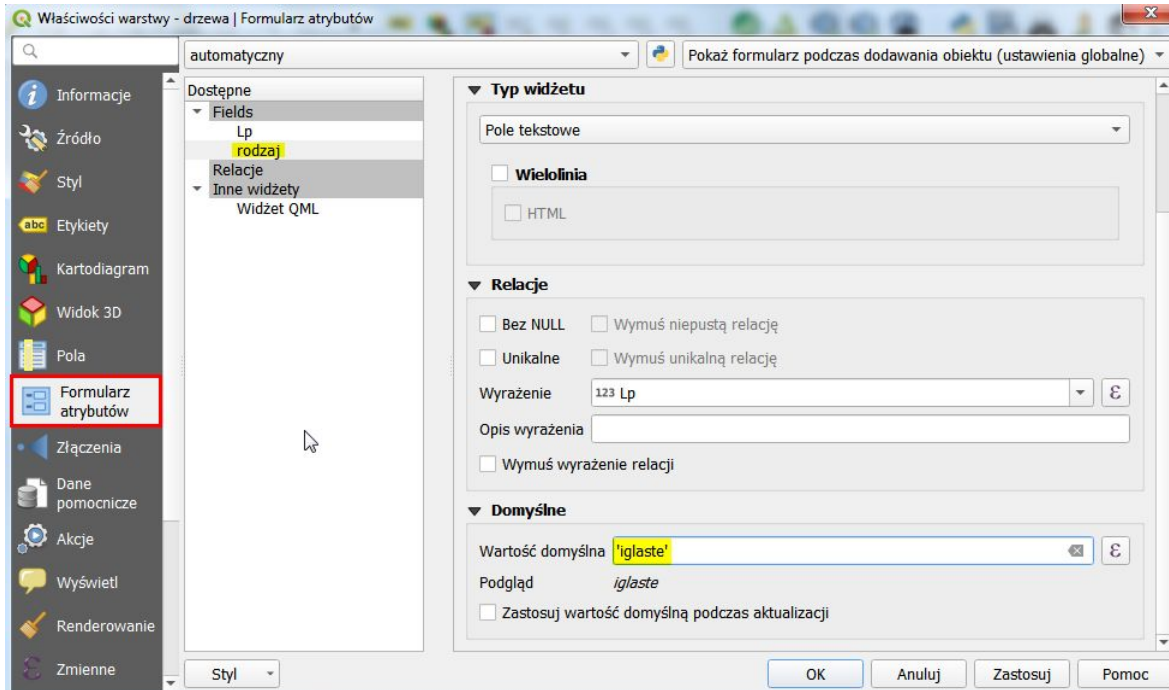 Właściwości warstwy - drzewa | Formularz atrybutów
automatyczny
Pokaż formularz podczas dodawania obiektu (ustawienia globalne)
Informacje
Źródło
Styl
abc Etykiety
Kartodiagram
Widok 3D
Pola
Formularz
atrybutów
Złączenia
Dane
pomocnicze
Akcje
Wyświetl
Renderowanie
Zmienne
Dostępne
Fields
Lp
rodzaj
Relacje
Inne widżety
Widżet QML
Typ widżetu
Pole tekstowe
Wielolinia
HTML
Relacje
Bez NULL
Wymuś niepustą relację
Unikalne
Wymuś unikalną relację
Wyrażenie
123 Lp
ε
Opis wyrażenia
Wymuś wyrażenie relacji
Domyślne
Wartość domyślna 'iglaste'
ε
Podgląd iglaste
Zastosuj wartość domyślną podczas aktualizacji
Styl
OK
Anuluj
Zastosuj
Pomoc